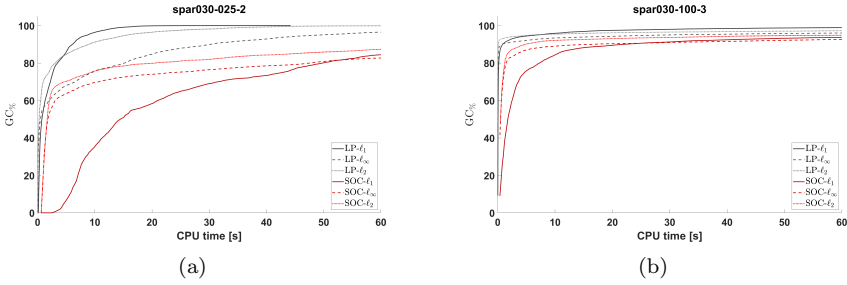 spar030-025-2
100
80
60
40
20
0
GC%
0 10 20 30 40 50 60
CPU time [s]
LP-ℓ1
LP-ℓ∞
LP-ℓ2
SOC-ℓ1
SOC-ℓ∞
SOC-ℓ2
(a)
spar030-100-3
100
80
60
40
20
0
GC%
0 10 20 30 40 50 60
CPU time [s]
LP-ℓ1
LP-ℓ∞
LP-ℓ2
SOC-ℓ1
SOC-ℓ∞
SOC-ℓ2
(b)